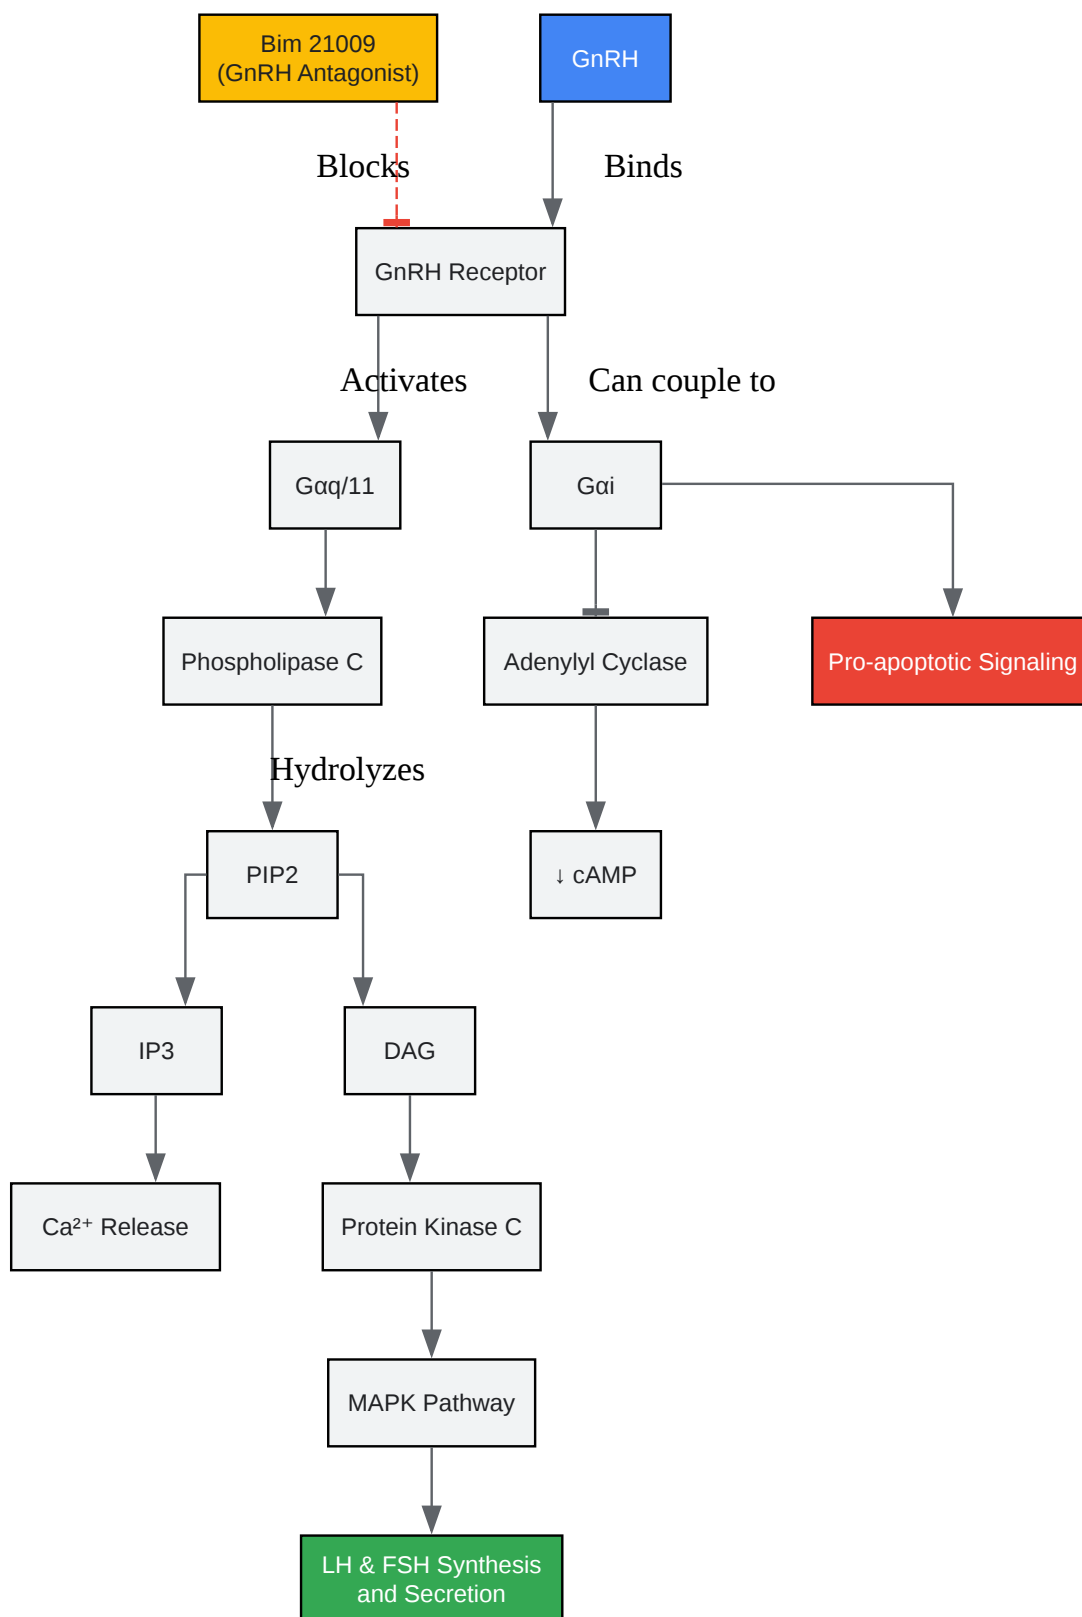 Bim 21009
(GnRH Antagonist)
GnRH
Blocks
Binds
GnRH Receptor
Activates
Can couple to
Gαq/11
Gαi
Phospholipase C
Adenylyl Cyclase
Pro-apoptotic Signaling
Hydrolyzes
PIP2
↓ cAMP
IP3
DAG
Ca²⁺ Release
Protein Kinase C
MAPK Pathway
LH & FSH Synthesis
and Secretion